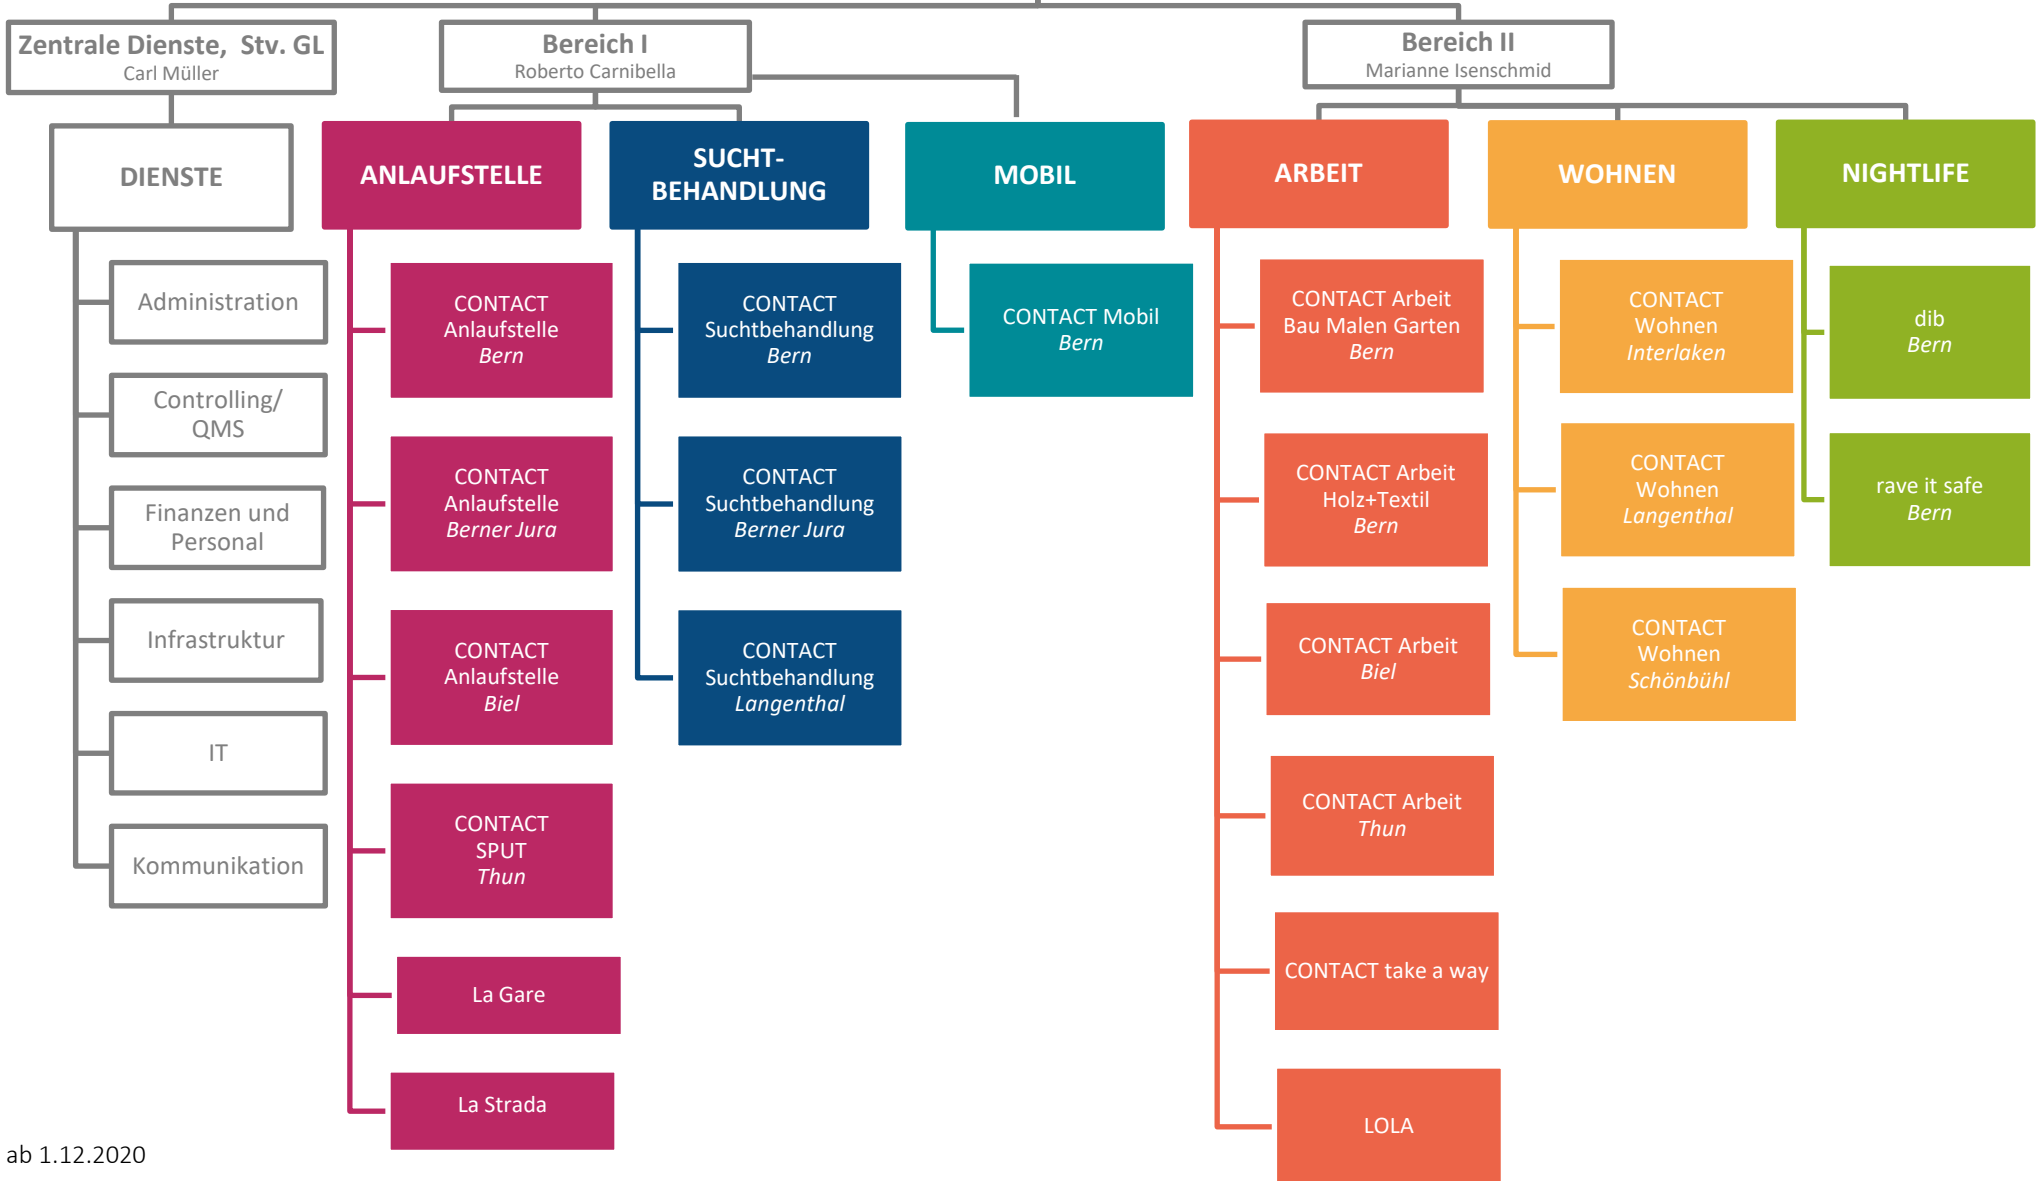 Zentrale Dienste, Stv. GL
Carl Müller
Bereich I
Roberto Carnibella
Bereich II
Marianne Isenschmid
DIENSTE
Administration
Controlling/
QMS
Finanzen und
Personal
Infrastruktur
IT
Kommunikation
ANLAUFSTELLE
CONTACT
Anlaufstelle
Bern
CONTACT
Anlaufstelle
Berner Jura
CONTACT
Anlaufstelle
Biel
CONTACT
SPUT
Thun
La Gare
La Strada
SUCHT-
BEHANDLUNG
CONTACT
Suchtbehandlung
Bern
CONTACT
Suchtbehandlung
Berner Jura
CONTACT
Suchtbehandlung
Langenthal
MOBIL
CONTACT Mobil
Bern
ARBEIT
CONTACT Arbeit
Bau Malen Garten
Bern
CONTACT Arbeit
Holz+Textil
Bern
CONTACT Arbeit
Biel
CONTACT Arbeit
Thun
CONTACT take a way
LOLA
WOHNEN
CONTACT
Wohnen
Interlaken
CONTACT
Wohnen
Langenthal
CONTACT
Wohnen
Schönbühl
NIGHTLIFE
dib
Bern
rave it safe
Bern
ab 1.12.2020